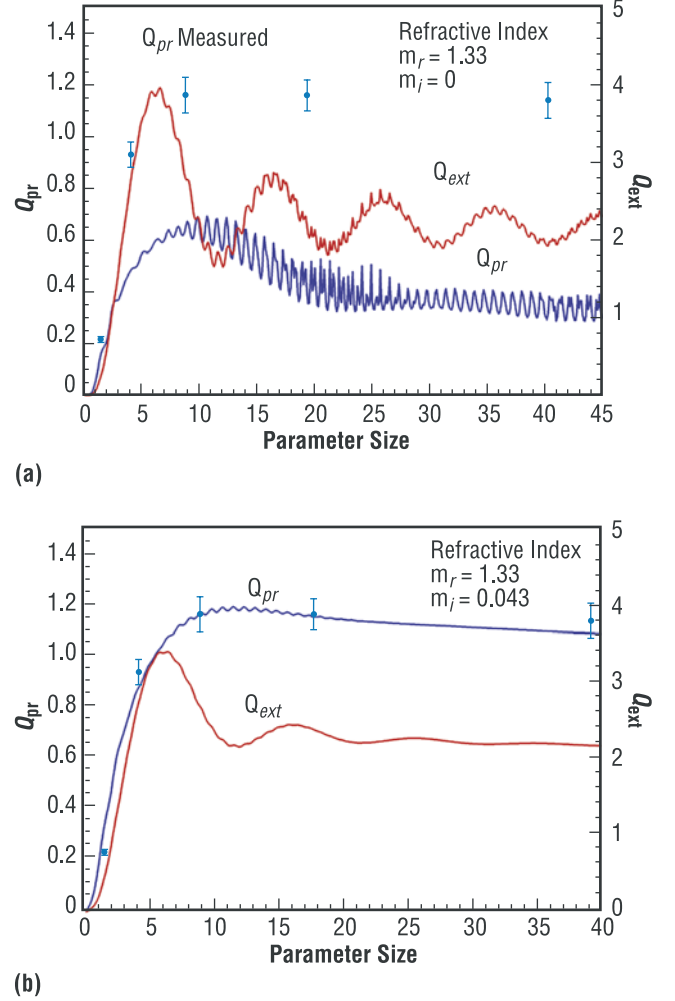 Q_pr Measured
Refractive Index
m_r = 1.33
m_i = 0
Q_ext
Q_pr
Q_pr
Q_ext
1.4
1.2
1.0
0.8
0.6
0.4
0.2
0
5
4
3
2
1
0 5 10 15 20 25 30 35 40 45
Parameter Size
(a)
Refractive Index
m_r = 1.33
m_i = 0.043
Q_pr
Q_ext
Q_pr
Q_ext
1.4
1.2
1.0
0.8
0.6
0.4
0.2
0
5
4
3
2
1
0
0 5 10 15 20 25 30 35 40
Parameter Size
(b)